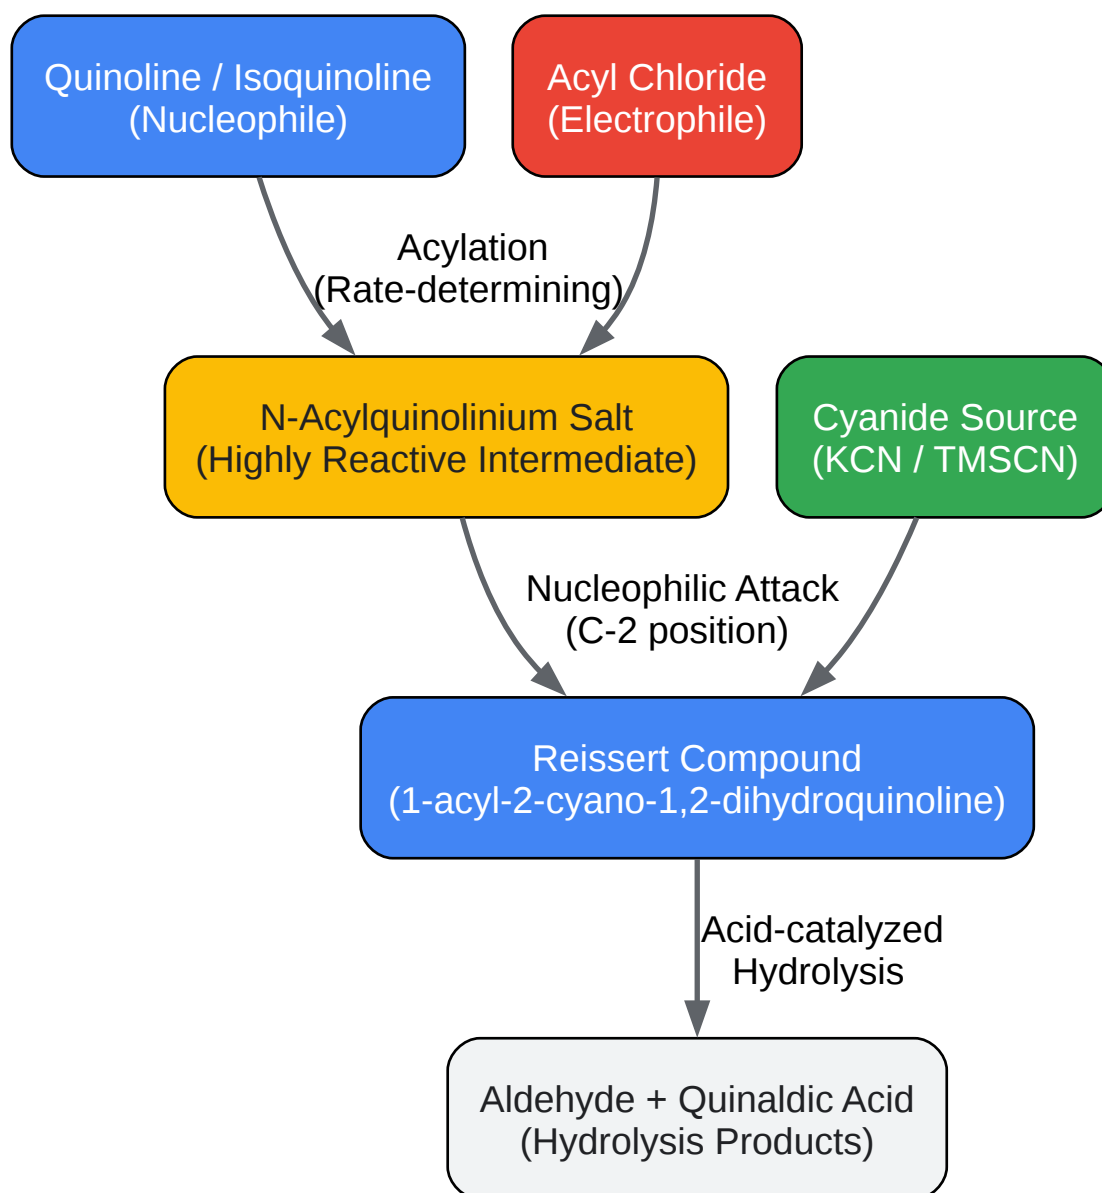 Quinoline / Isoquinoline
(Nucleophile)
Acyl Chloride
(Electrophile)
Acylation
(Rate-determining)
N-Acylquinolinium Salt
(Highly Reactive Intermediate)
Cyanide Source
(KCN / TMSCN)
Nucleophilic Attack
(C-2 position)
Reissert Compound
(1-acyl-2-cyano-1,2-dihydroquinoline)
Acid-catalyzed
Hydrolysis
Aldehyde + Quinaldic Acid
(Hydrolysis Products)